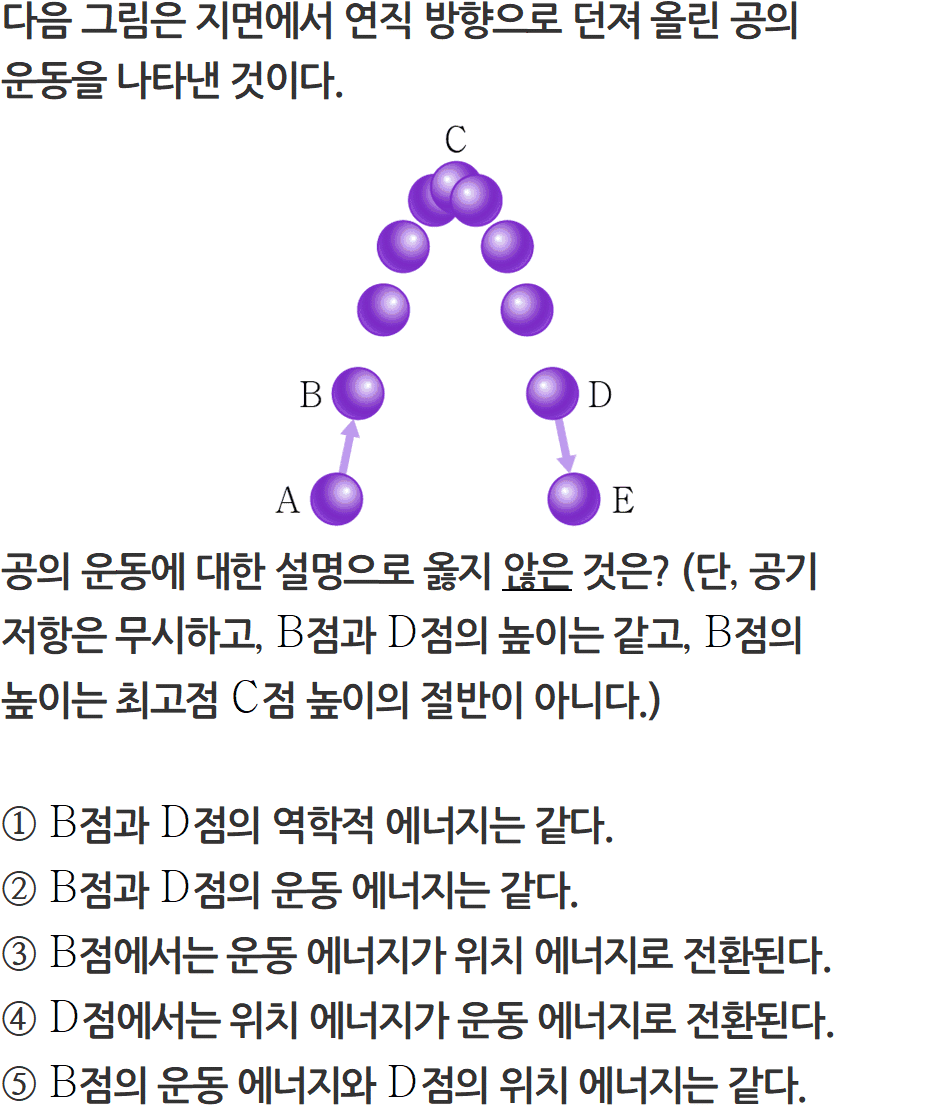 다음 그림은 지면에서 연직 방향으로 던져 올린 공의
운동을 나타낸 것이다.
C
B
D
A
E
공의 운동에 대한 설명으로 옳지 않은 것은? (단, 공기
저항은 무시하고, B점과 D점의 높이는 같고, B점의
높이는 최고점 C점 높이의 절반이 아니다.)
① B점과 D점의 역학적 에너지는 같다.
② B점과 D점의 운동 에너지는 같다.
③ B점에서는 운동 에너지가 위치 에너지로 전환된다.
④ D점에서는 위치 에너지가 운동 에너지로 전환된다.
⑤ B점의 운동 에너지와 D점의 위치 에너지는 같다.